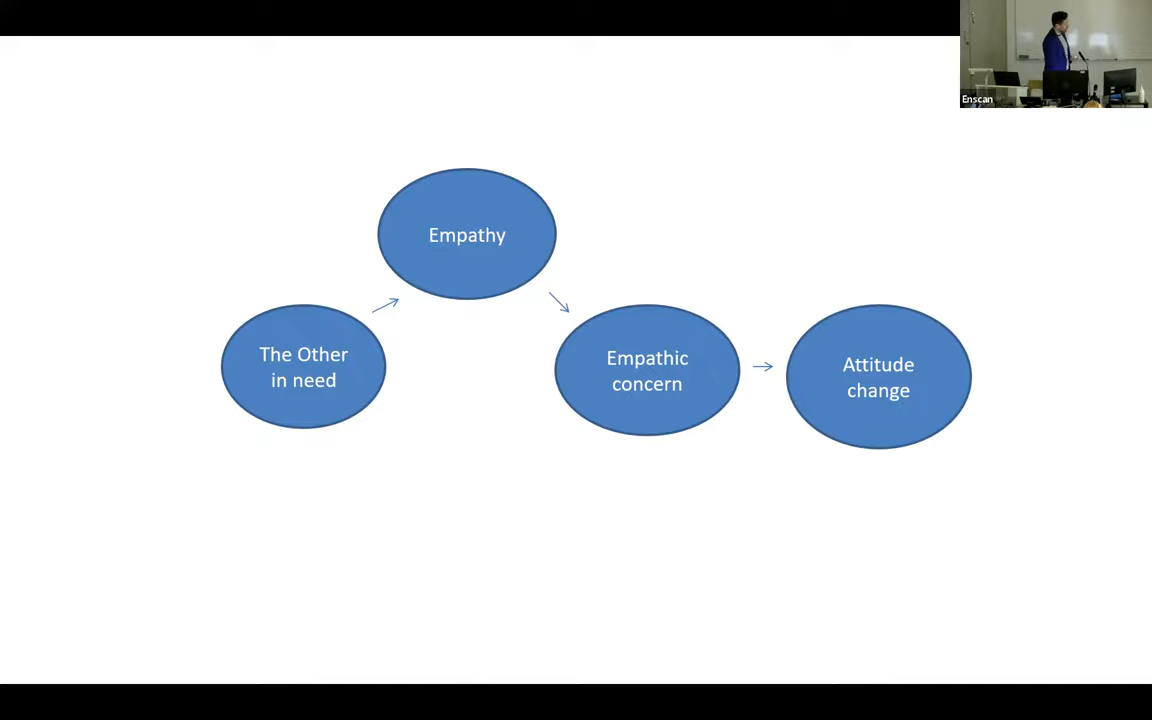 Enscan
Empathy
The Other
in need
Empathic
concern
Attitude
change